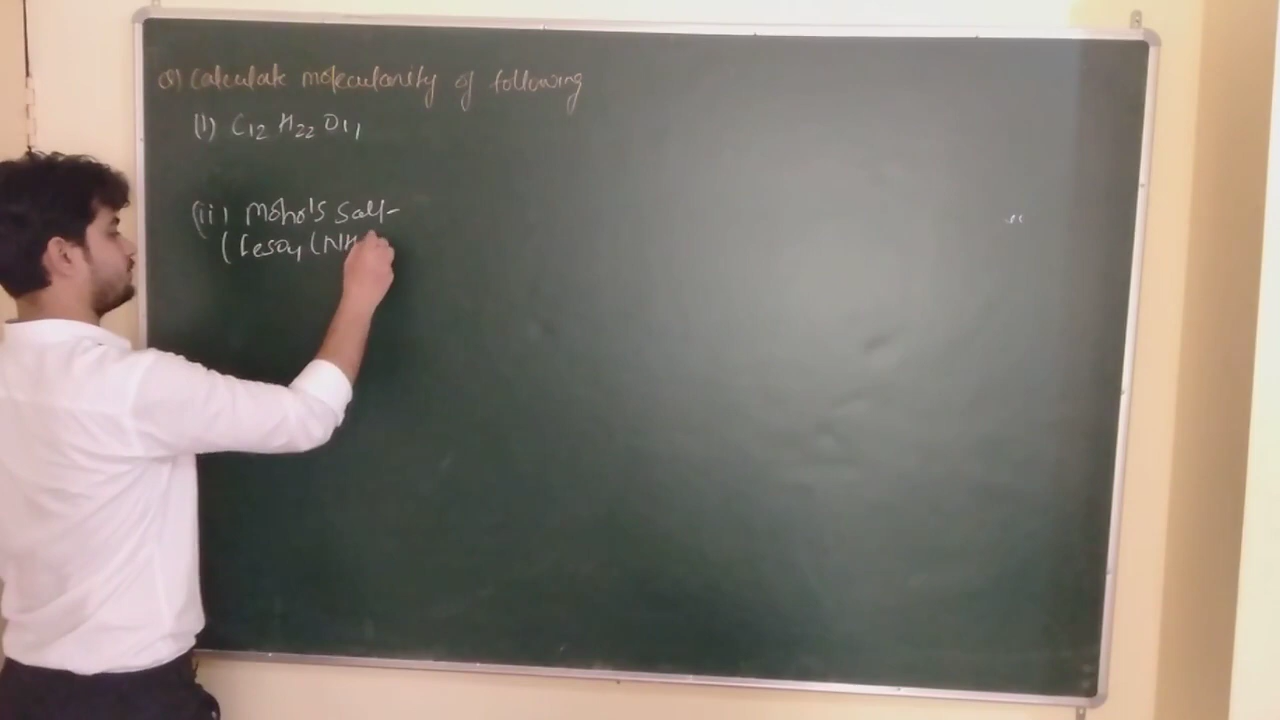 Q) Calculate molecularity of following
(i) C12 H22 O11
(ii) Mohr's Salt
(FeSO4 (NH